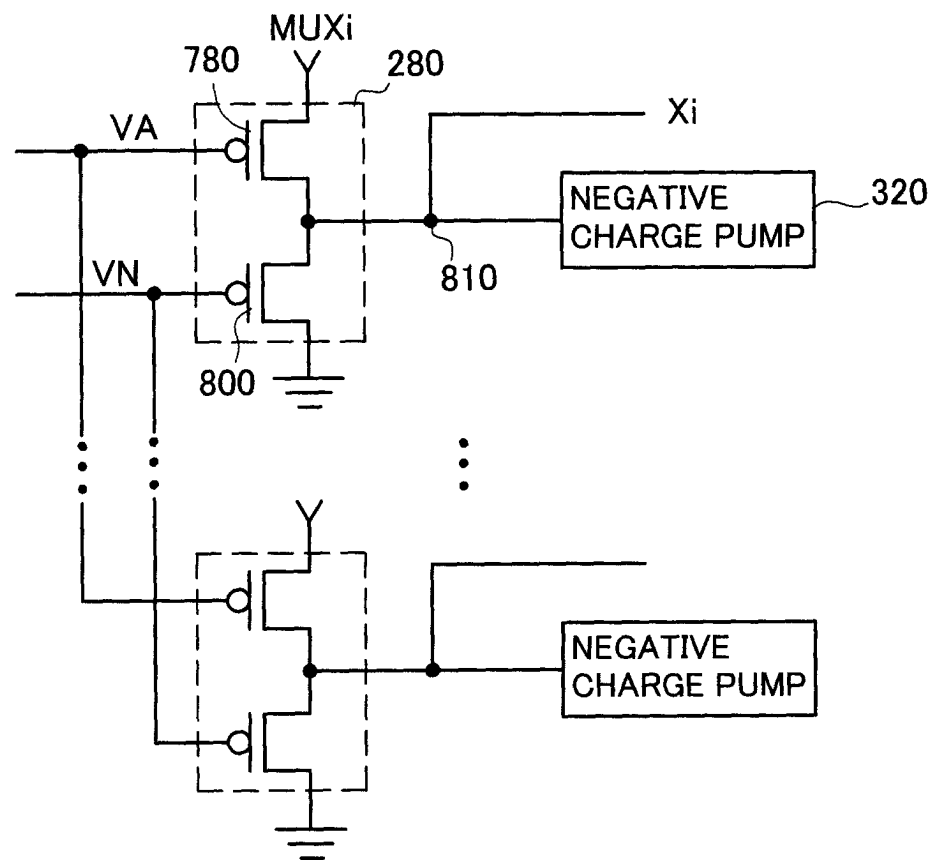 MUXi
780
280
VA
Xi
NEGATIVE
CHARGE PUMP
320
810
VN
800
NEGATIVE
CHARGE PUMP